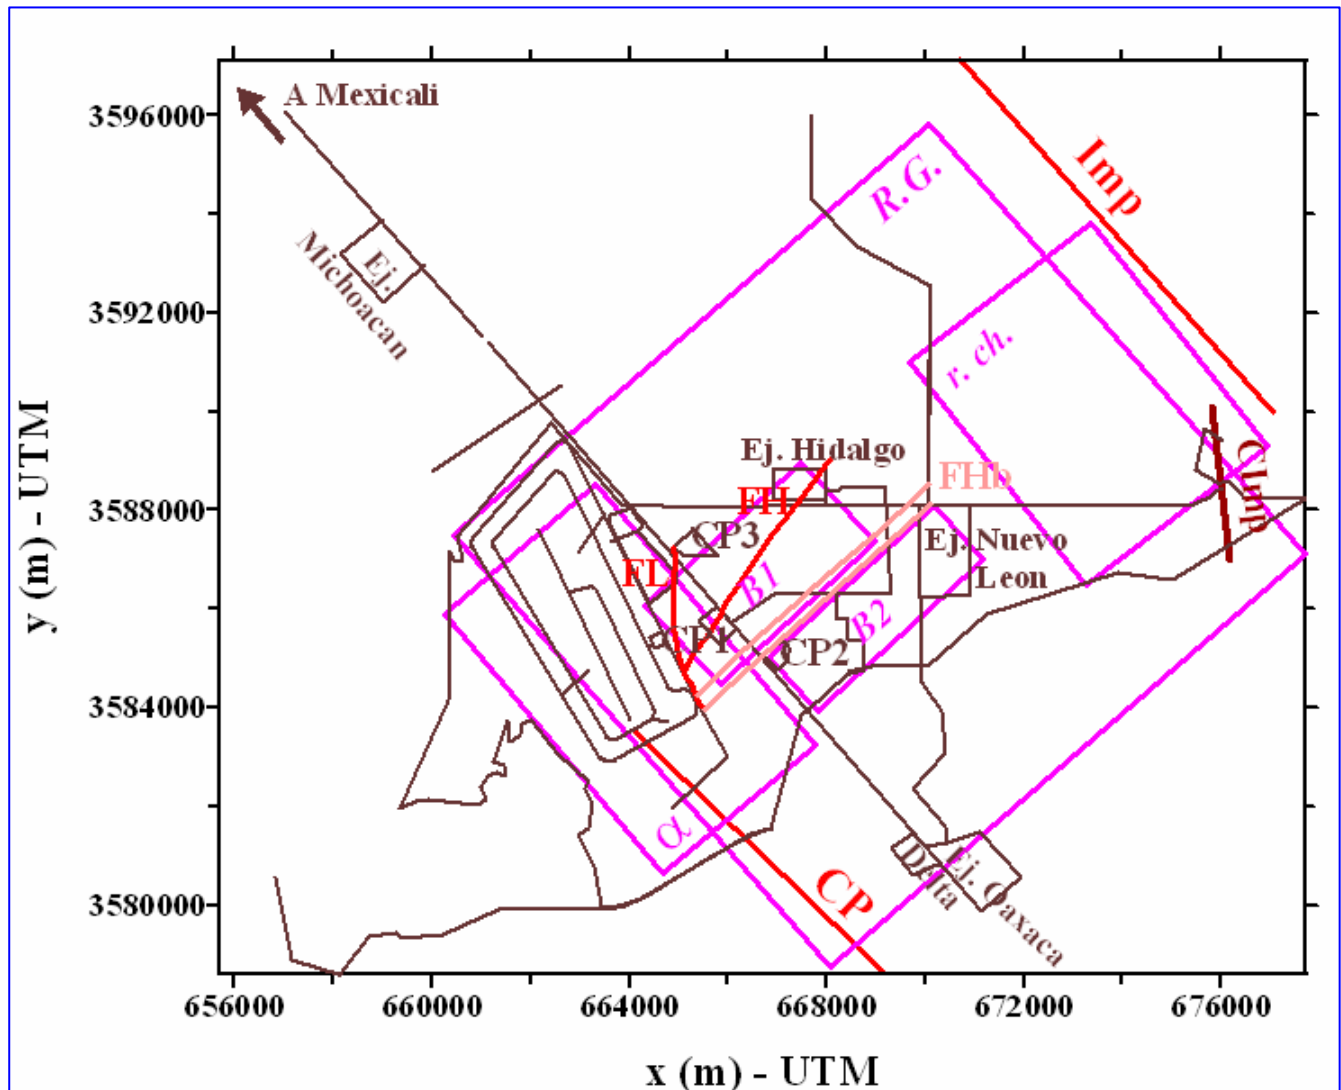 A Mexicali
3596000
Imp
R.G.
Ej.
Michoacan
3592000
r. ch.
y (m) - UTM
Ej. Hidalgo
FHb
CImp
3588000
FH
CP3
Ej. Nuevo
Leon
FL
B1
B2
CP1
CP2
3584000
α
CP
Delta
Ej. Oaxaca
3580000
656000
660000
664000
668000
672000
676000
x (m) - UTM